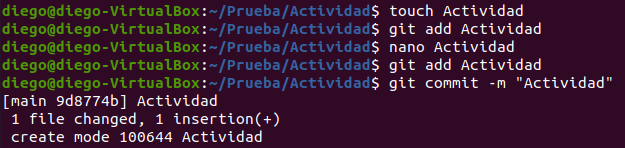 diego@diego-VirtualBox:~/Prueba/Actividad$ touch Actividad
diego@diego-VirtualBox:~/Prueba/Actividad$ git add Actividad
diego@diego-VirtualBox:~/Prueba/Actividad$ nano Actividad
diego@diego-VirtualBox:~/Prueba/Actividad$ git add Actividad
diego@diego-VirtualBox:~/Prueba/Actividad$ git commit -m "Actividad"
[main 9d8774b] Actividad
 1 file changed, 1 insertion(+)
 create mode 100644 Actividad